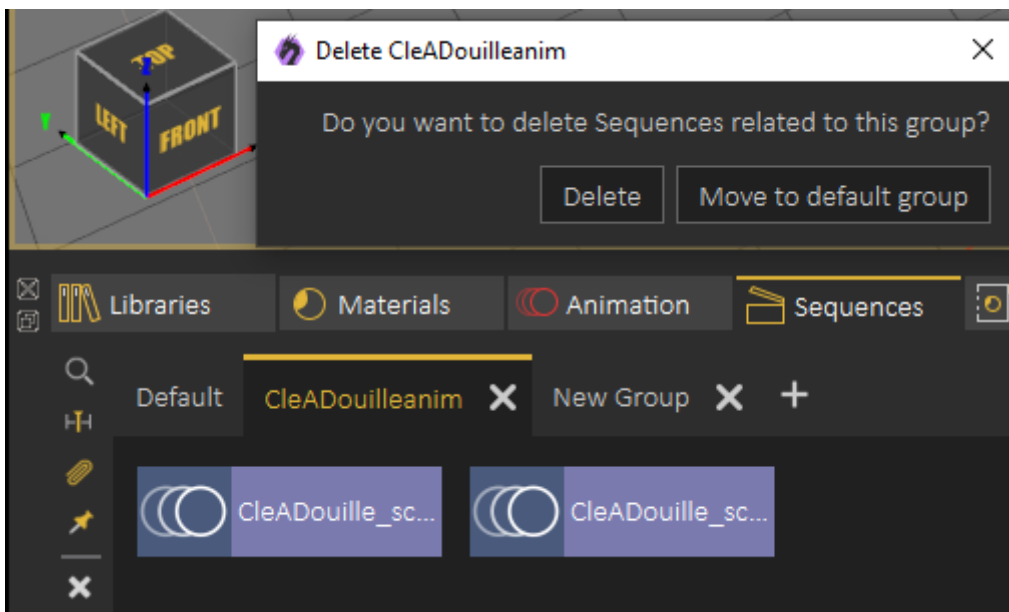 TOP
LEFT
FRONT
Y
Delete CleADouilleanim
Do you want to delete Sequences related to this group?
Delete
Move to default group
Libraries
Materials
Animation
Sequences
Default
CleADouilleanim
New Group
CleADouille_sc...
CleADouille_sc...